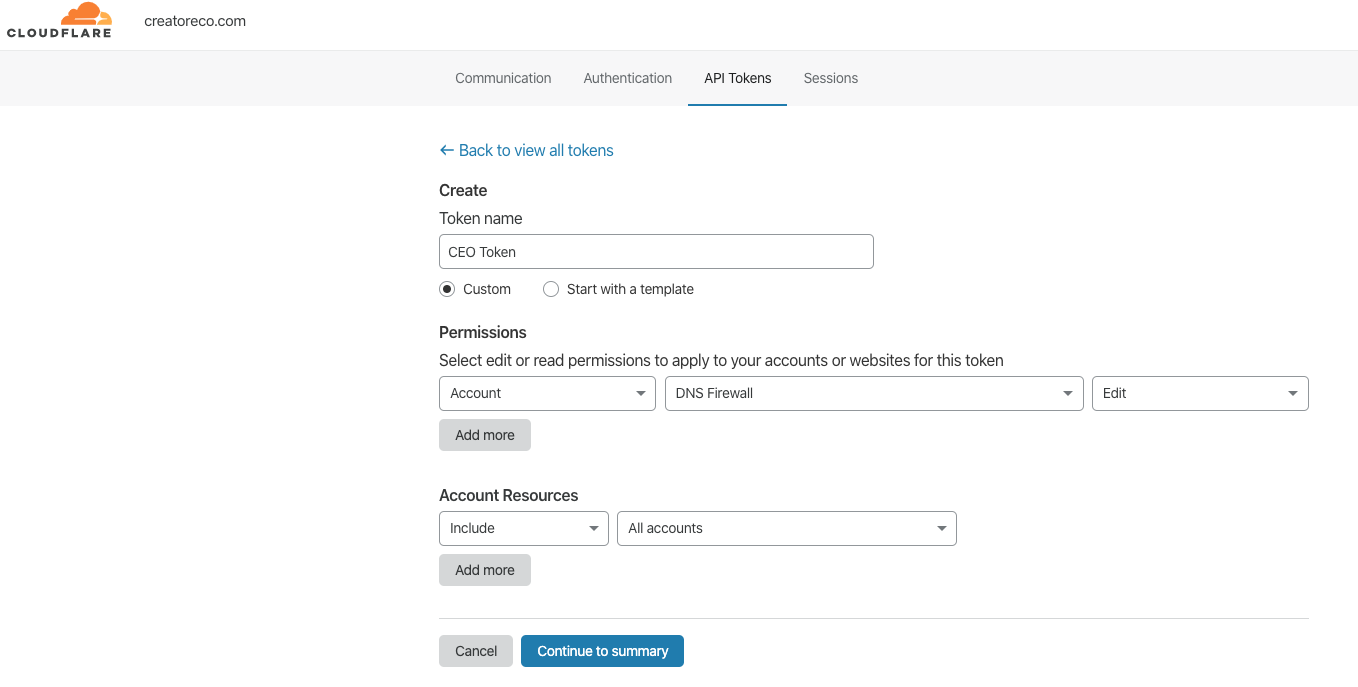 CLOUDFLARE
creatoreco.com
Communication Authentication API Tokens Sessions
← Back to view all tokens
Create
Token name
CEO Token
Custom Start with a template
Permissions
Select edit or read permissions to apply to your accounts or websites for this token
Account DNS Firewall Edit
Add more
Account Resources
Include All accounts
Add more
Cancel Continue to summary